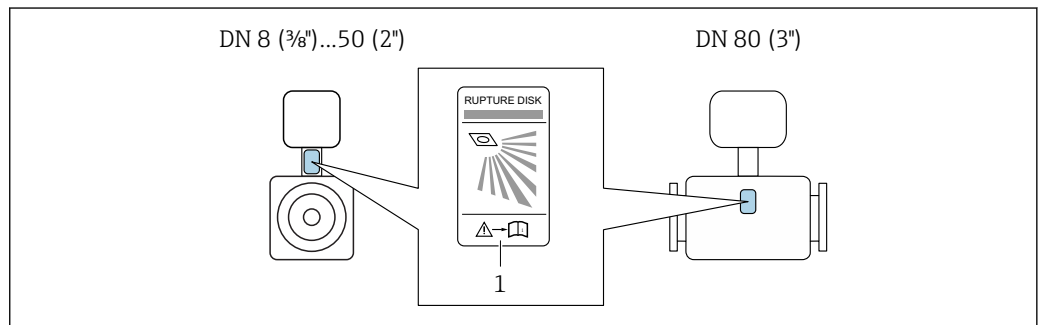 DN 8 (⅜")...50 (2")
DN 80 (3")
RUPTURE DISK
i
1